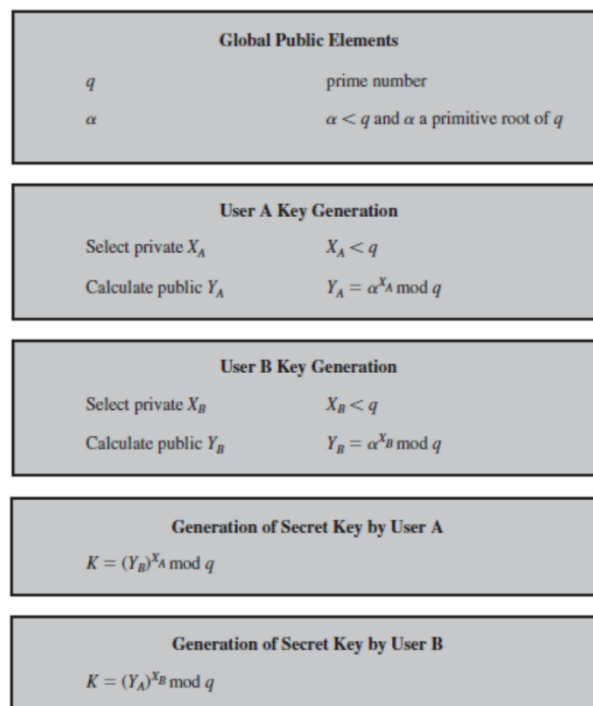 Global Public Elements
q prime number
α α < q and α a primitive root of q
User A Key Generation
Select private X_A X_A < q
Calculate public Y_A Y_A = α^{X_A} mod q
User B Key Generation
Select private X_B X_B < q
Calculate public Y_B Y_B = α^{X_B} mod q
Generation of Secret Key by User A
K = (Y_B)^{X_A} mod q
Generation of Secret Key by User B
K = (Y_A)^{X_B} mod q